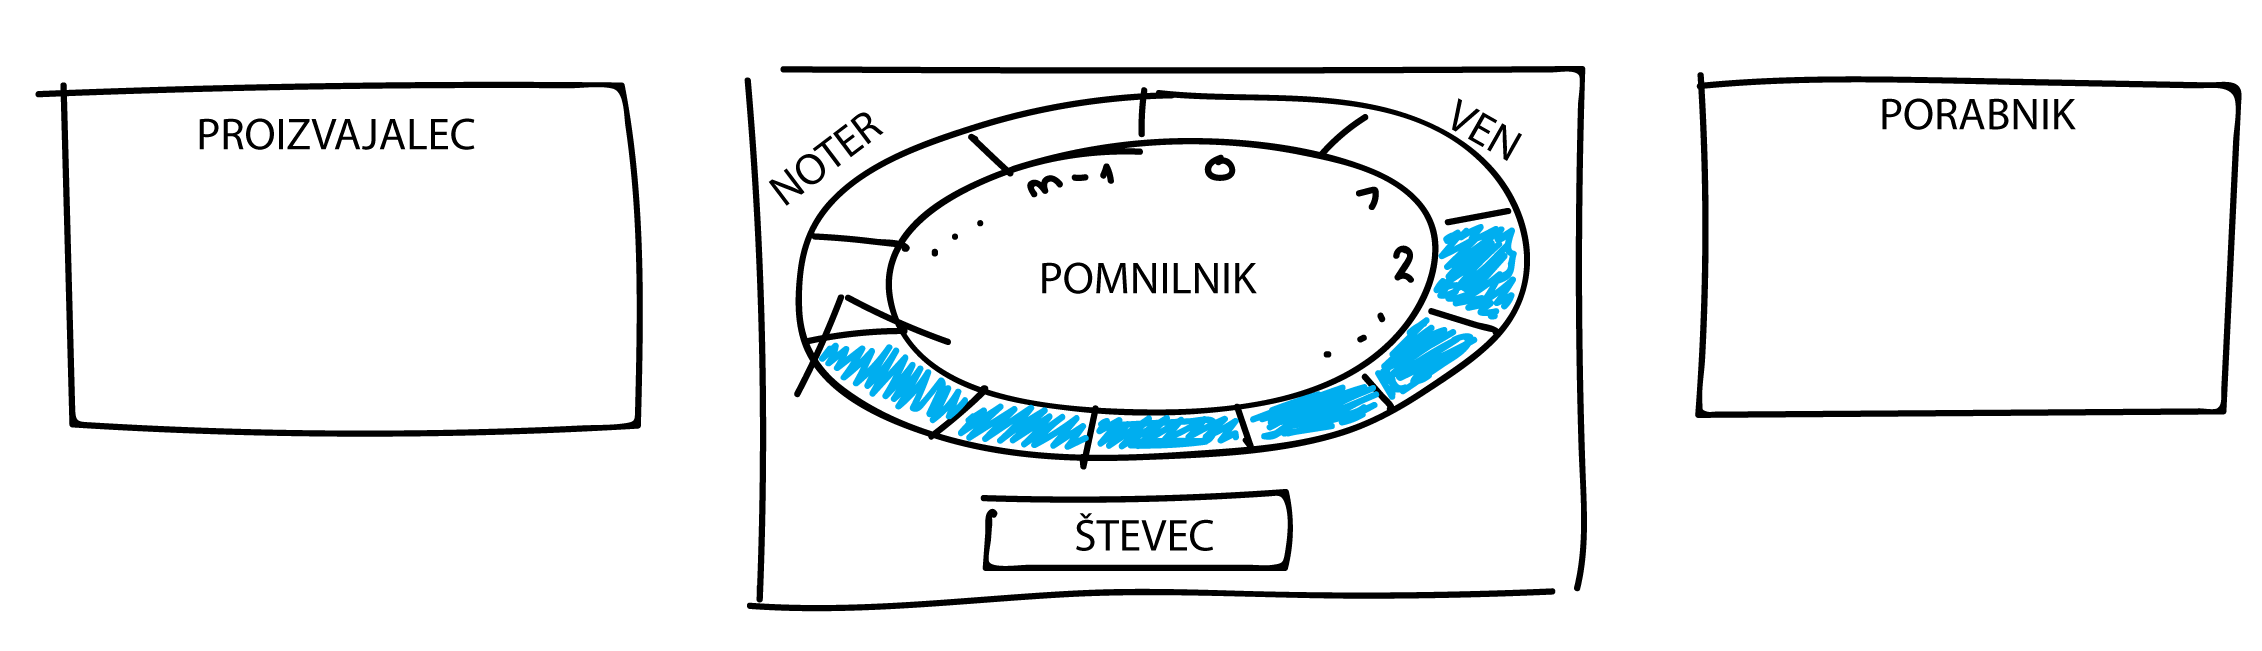 PROIZVAJALEC
NOTER
VEN
m-1
0
1
2
...
...
POMNILNIK
ŠTEVEC
PORABNIK